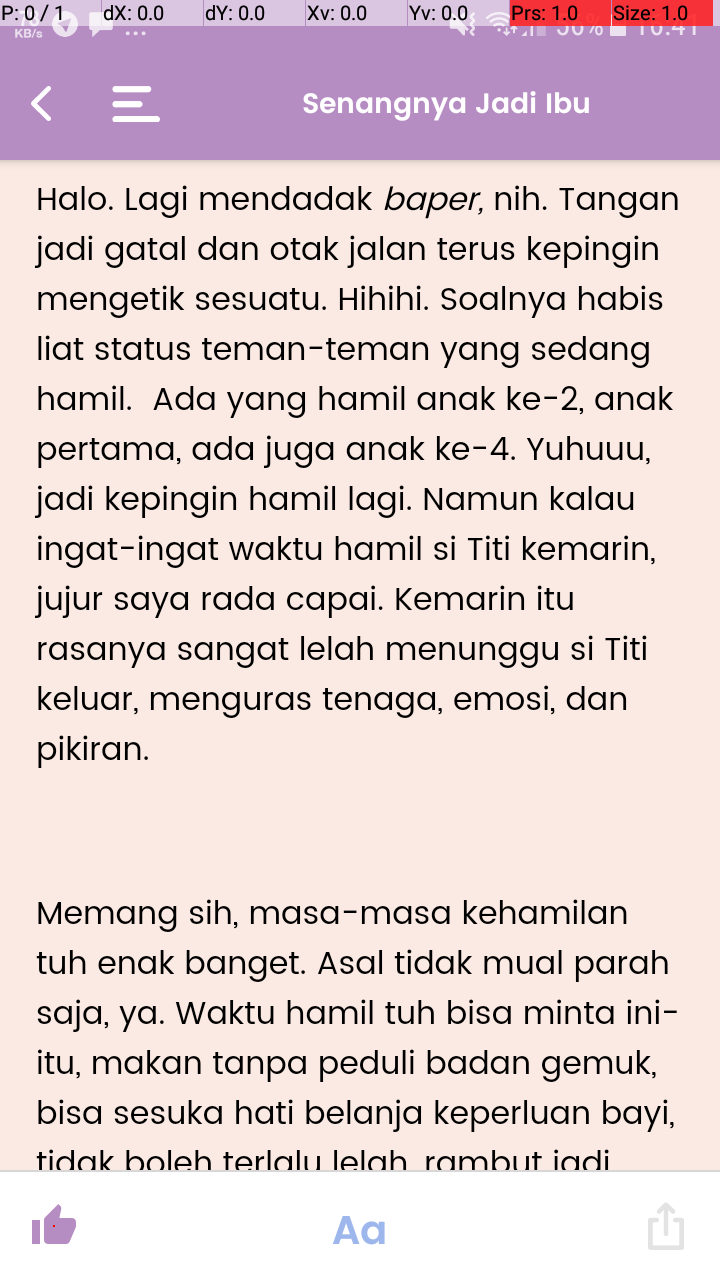 P: 0 / 1 dX: 0.0 dY: 0.0 Xv: 0.0 Yv: 0.0 Prs: 1.0 Size: 1.0
KB/s
Senangnya Jadi Ibu
Halo. Lagi mendadak baper, nih. Tangan
jadi gatal dan otak jalan terus kepingin
mengetik sesuatu. Hihihi. Soalnya habis
liat status teman-teman yang sedang
hamil.  Ada yang hamil anak ke-2, anak
pertama, ada juga anak ke-4. Yuhuuu,
jadi kepingin hamil lagi. Namun kalau
ingat-ingat waktu hamil si Titi kemarin,
jujur saya rada capai. Kemarin itu
rasanya sangat lelah menunggu si Titi
keluar, menguras tenaga, emosi, dan
pikiran.
Memang sih, masa-masa kehamilan
tuh enak banget. Asal tidak mual parah
saja, ya. Waktu hamil tuh bisa minta ini-
itu, makan tanpa peduli badan gemuk,
bisa sesuka hati belanja keperluan bayi,
tidak boleh terlalu lelah, rambut jadi
Aa